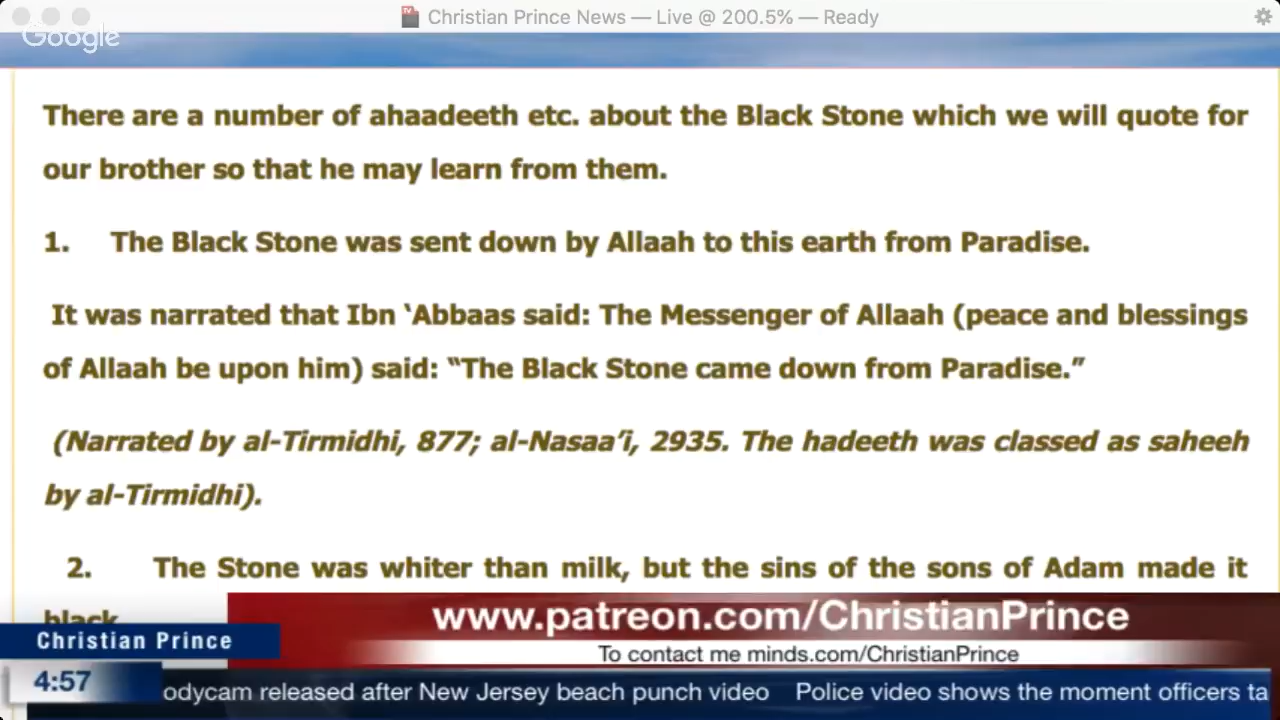 Christian Prince News — Live @ 200.5% — Ready
Google
There are a number of ahaadeeth etc. about the Black Stone which we will quote for
our brother so that he may learn from them.
1. The Black Stone was sent down by Allaah to this earth from Paradise.
It was narrated that Ibn ‘Abbaas said: The Messenger of Allaah (peace and blessings
of Allaah be upon him) said: “The Black Stone came down from Paradise.”
(Narrated by al-Tirmidhi, 877; al-Nasaa’i, 2935. The hadeeth was classed as saheeh
by al-Tirmidhi).
2. The Stone was whiter than milk, but the sins of the sons of Adam made it
black
www.patreon.com/ChristianPrince
Christian Prince
To contact me minds.com/ChristianPrince
4:57
odycam released after New Jersey beach punch video Police video shows the moment officers ta